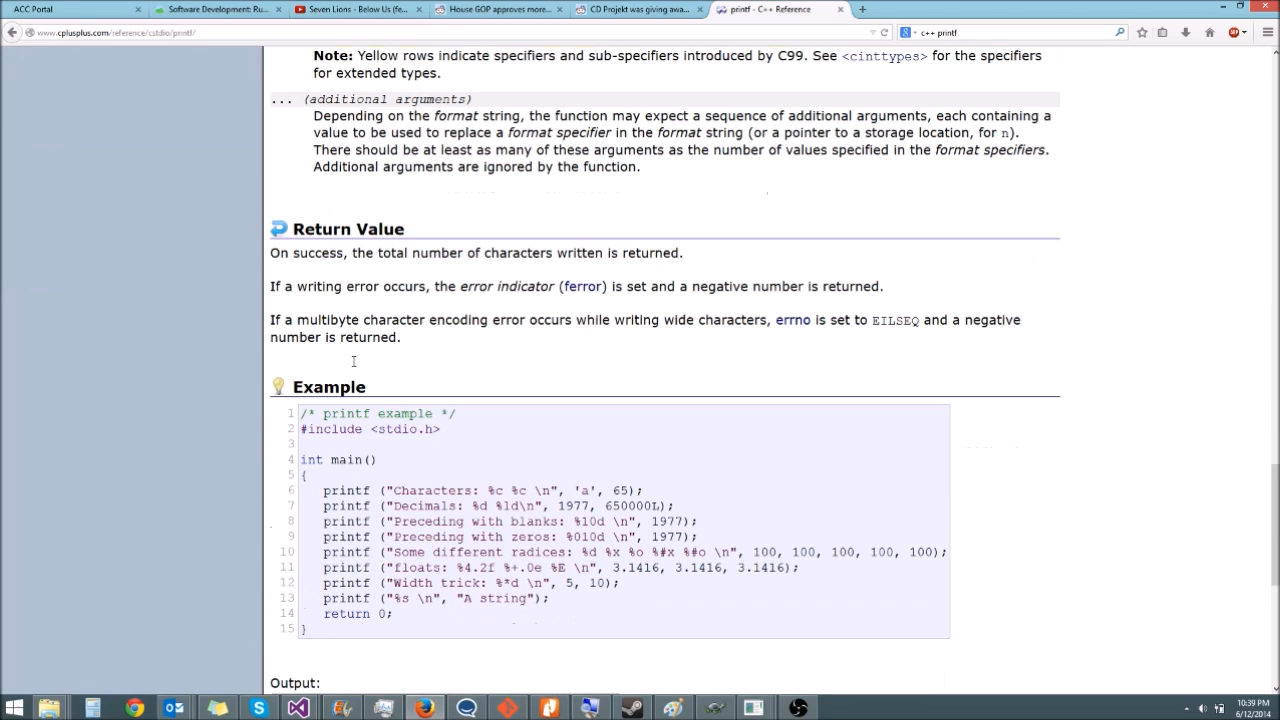 ACC Portal
Software Development: Ru...
Seven Lions - Below Us (fe...
House GOP approves more...
CD Projekt was giving awa...
printf - C++ Reference
www.cplusplus.com/reference/cstdio/printf/
c++ printf
Note: Yellow rows indicate specifiers and sub-specifiers introduced by C99. See <cinttypes> for the specifiers
for extended types.
... (additional arguments)
Depending on the format string, the function may expect a sequence of additional arguments, each containing a
value to be used to replace a format specifier in the format string (or a pointer to a storage location, for n).
There should be at least as many of these arguments as the number of values specified in the format specifiers.
Additional arguments are ignored by the function.
Return Value
On success, the total number of characters written is returned.
If a writing error occurs, the error indicator (ferror) is set and a negative number is returned.
If a multibyte character encoding error occurs while writing wide characters, errno is set to EILSEQ and a negative
number is returned.
Example
1 /* printf example */
2 #include <stdio.h>
3
4 int main()
5 {
6 printf ("Characters: %c %c \n", 'a', 65);
7 printf ("Decimals: %d %ld\n", 1977, 650000L);
8 printf ("Preceding with blanks: %10d \n", 1977);
9 printf ("Preceding with zeros: %010d \n", 1977);
10 printf ("Some different radices: %d %x %o %#x %#o \n", 100, 100, 100, 100, 100);
11 printf ("floats: %4.2f %+.0e %E \n", 3.1416, 3.1416, 3.1416);
12 printf ("Width trick: %*d \n", 5, 10);
13 printf ("%s \n", "A string");
14 return 0;
15 }
Output:
10:39 PM
6/12/2014